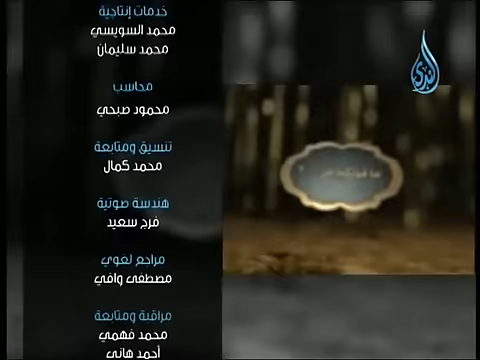 خدمات إنتاجية
محمد السويسي
محمد سليمان
محاسب
محمود صبحي
تنسيق ومتابعة
محمد كمال
هندسة صوتية
فرج سعيد
مراجع لغوي
مصطفى وافي
مراقبة ومتابعة
محمد فهمي
أحمد هاني
الندى